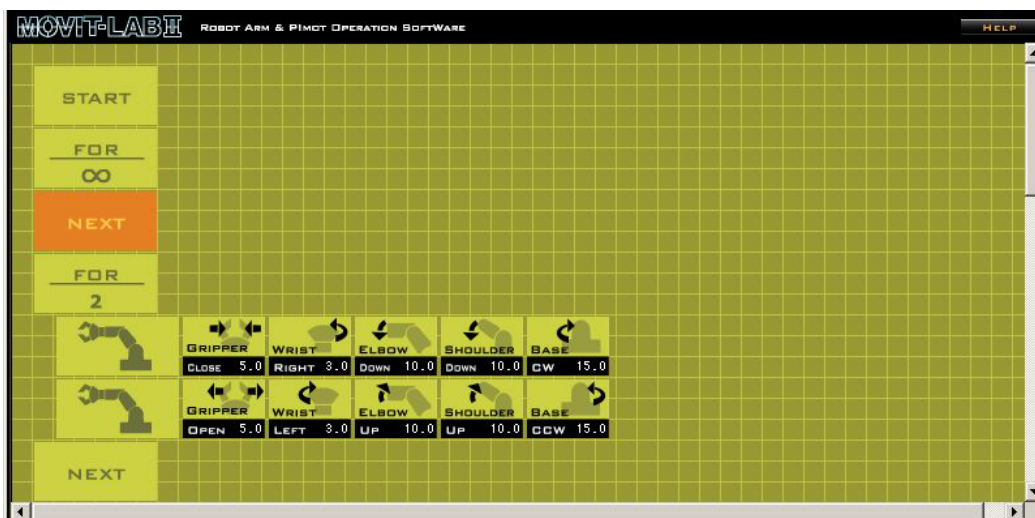 MOVIT-LAB II ROBOT ARM & PIMOT OPERATION SOFTWARE HELP
START
FOR
∞
NEXT
FOR
2
GRIPPER WRIST ELBOW SHOULDER BASE
CLOSE 5.0 RIGHT 3.0 DOWN 10.0 DOWN 10.0 CW 15.0
GRIPPER WRIST ELBOW SHOULDER BASE
OPEN 5.0 LEFT 3.0 UP 10.0 UP 10.0 CCW 15.0
NEXT